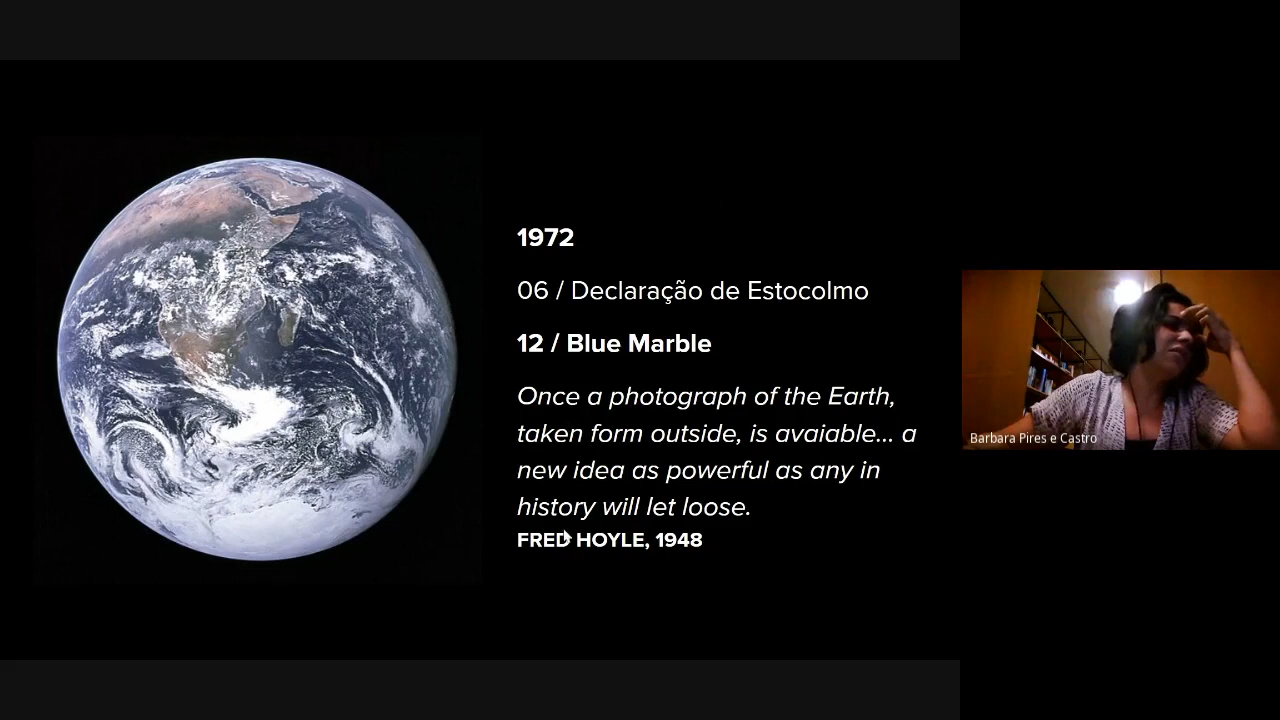 1972
06 / Declaração de Estocolmo
12 / Blue Marble
Once a photograph of the Earth,
taken form outside, is avaiable... a
new idea as powerful as any in
history will let loose.
FRED HOYLE, 1948
Barbara Pires e Castro